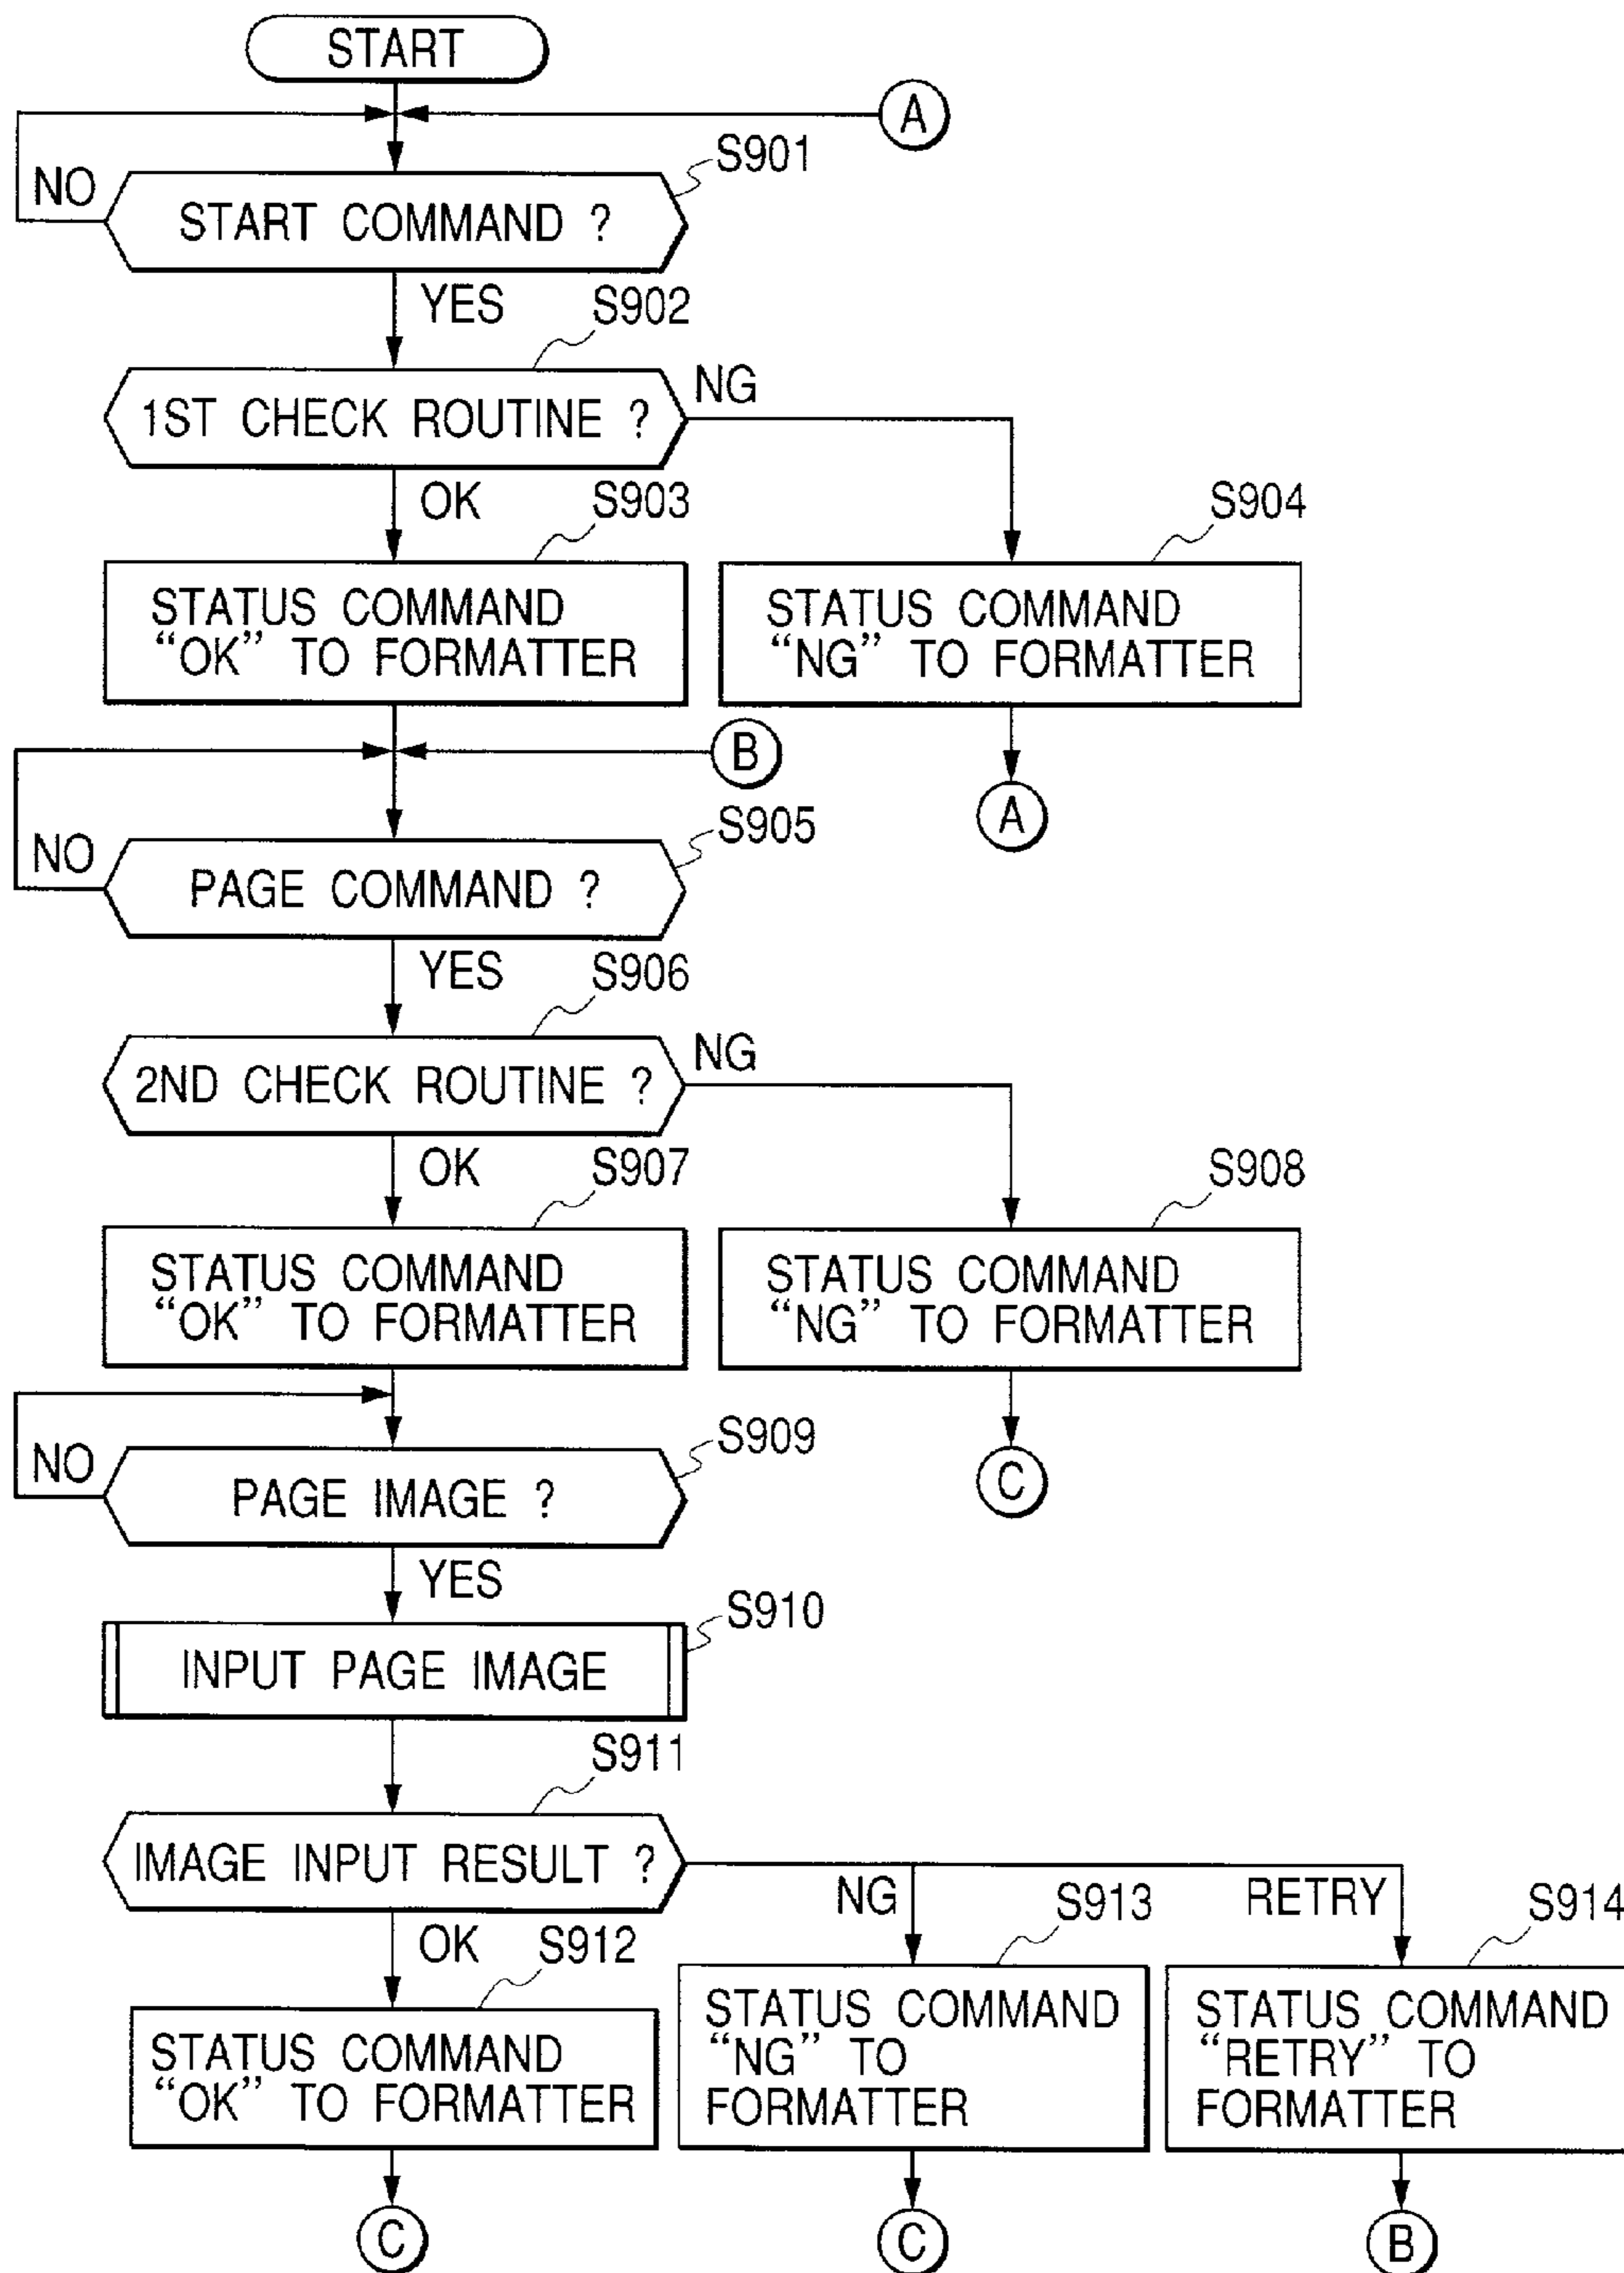 START
A
S901
NO
START COMMAND ?
YES
S902
1ST CHECK ROUTINE ?
NG
OK
S903
S904
STATUS COMMAND
“OK” TO FORMATTER
STATUS COMMAND
“NG” TO FORMATTER
B
A
S905
NO
PAGE COMMAND ?
YES
S906
2ND CHECK ROUTINE ?
NG
OK
S907
S908
STATUS COMMAND
“OK” TO FORMATTER
STATUS COMMAND
“NG” TO FORMATTER
S909
NO
PAGE IMAGE ?
C
YES
S910
INPUT PAGE IMAGE
S911
IMAGE INPUT RESULT ?
NG
S913
RETRY
S914
OK
S912
STATUS COMMAND
“OK” TO FORMATTER
STATUS COMMAND
“NG” TO
FORMATTER
STATUS COMMAND
“RETRY” TO
FORMATTER
C
C
B